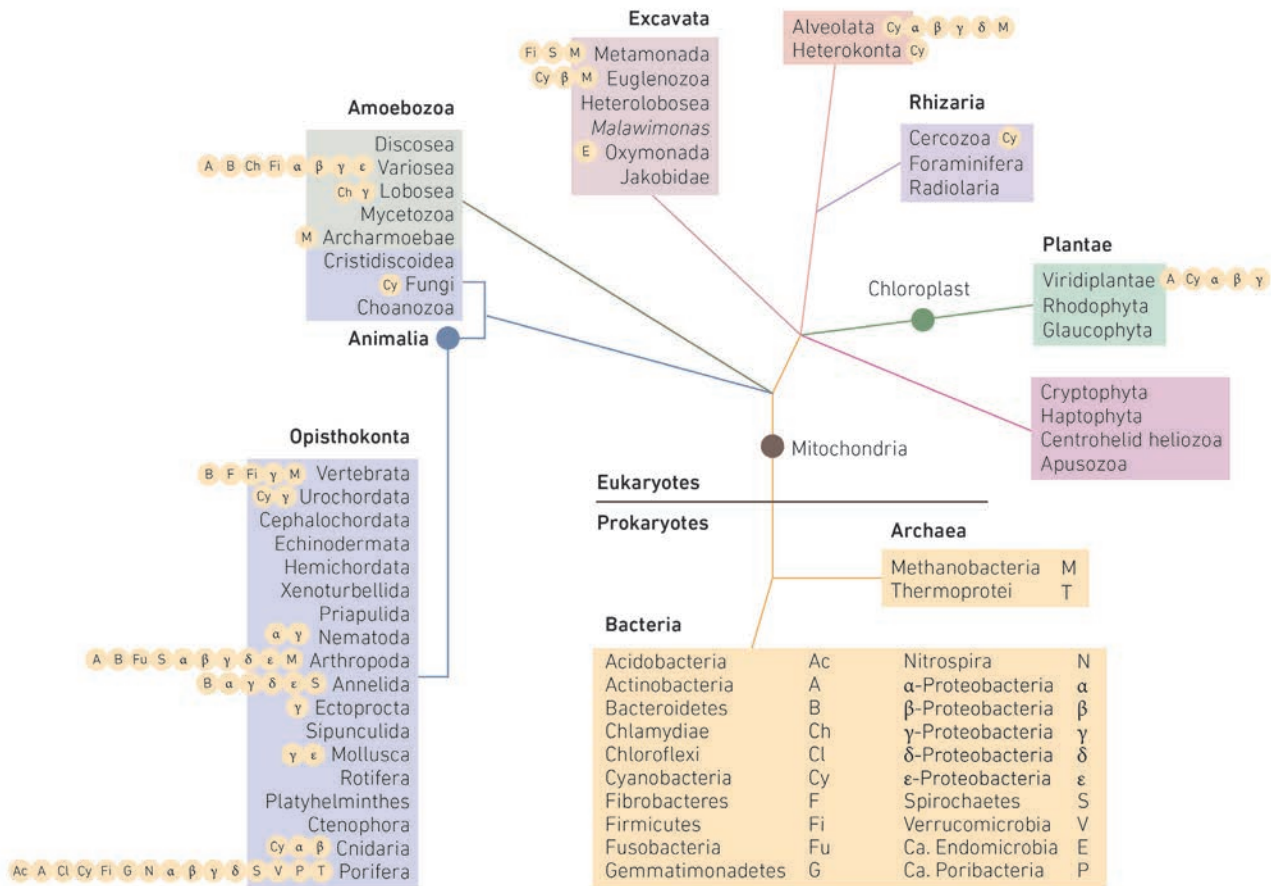 Excavata
Fi S M Metamonada
Cy β M Euglenozoa
Heterolobosea
Malawimonas
E Oxymonada
Jakobidae
Alveolata Cy α β γ δ M
Heterokonta Cy
Rhizaria
Cercozoa Cy
Foraminifera
Radiolaria
Amoebozoa
Discosea
A B Ch Fi α β γ ε Variosea
Ch γ Lobosea
Mycetozoa
M Archarmoebae
Cristidiscoidea
Cy Fungi
Choanozoa
Animalia
Plantae
Viridiplantae A Cy α β γ
Rhodophyta
Glaucophyta
Chloroplast
Cryptophyta
Haptophyta
Centrohelid heliozoa
Apusozoa
Mitochondria
Eukaryotes
Prokaryotes
Opisthokonta
B F Fi γ M Vertebrata
Cy γ Urochordata
Cephalochordata
Echinodermata
Hemichordata
Xenoturbellida
Priapulida
α γ Nematoda
A B Fu S α β γ δ ε M Arthropoda
B α γ δ ε S Annelida
γ Ectoprocta
Sipunculida
γ ε Mollusca
Rotifera
Platyhelminthes
Ctenophora
Cy α β Cnidaria
Ac A Cl Cy Fi G N α β γ δ S V P T Porifera
Archaea
Methanobacteria M
Thermoprotei T
Bacteria
Acidobacteria Ac Nitrospira N
Actinobacteria A α-Proteobacteria α
Bacteroidetes B β-Proteobacteria β
Chlamydiae Ch γ-Proteobacteria γ
Chloroflexi Cl δ-Proteobacteria δ
Cyanobacteria Cy ε-Proteobacteria ε
Fibrobacteres F Spirochaetes S
Firmicutes Fi Verrucomicrobia V
Fusobacteria Fu Ca. Endomicrobia E
Gemmatimonadetes G Ca. Poribacteria P